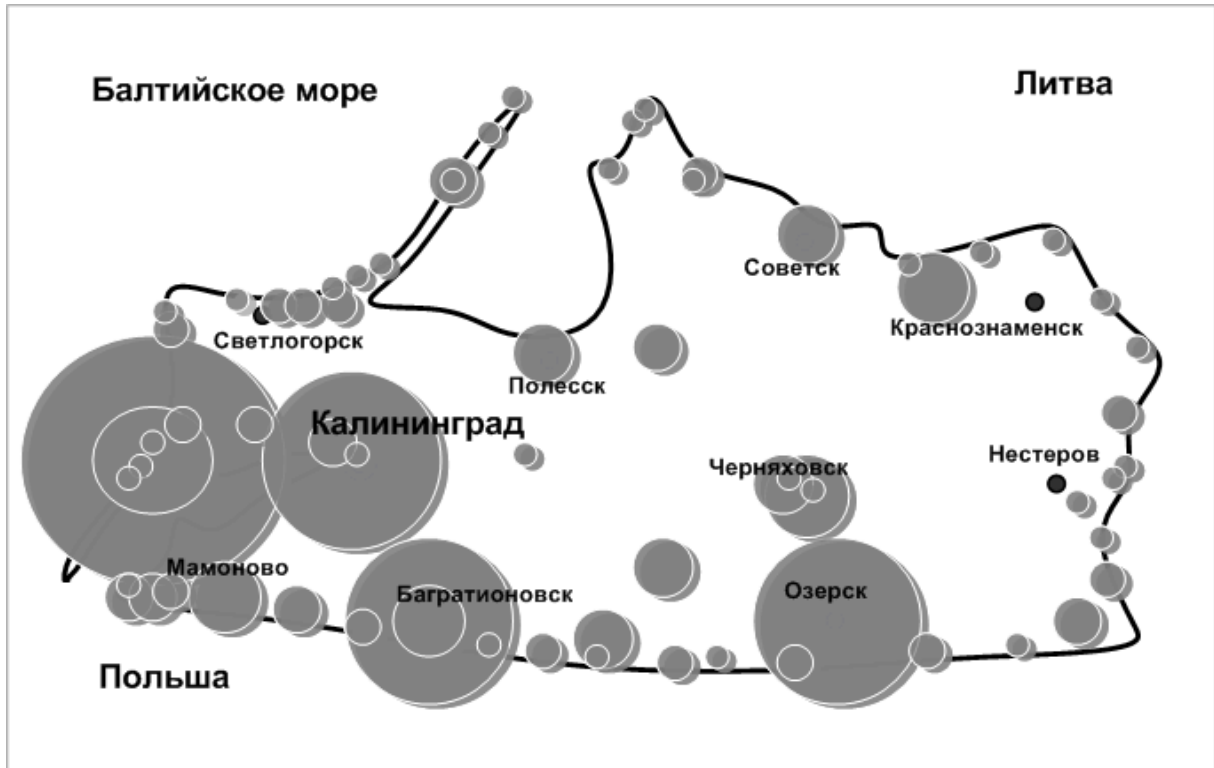 Балтийское море
Литва
Советск
Краснознаменск
Светлогорск
Полесск
Калининград
Черняховск
Нестеров
Мамоново
Багратионовск
Озерск
Польша